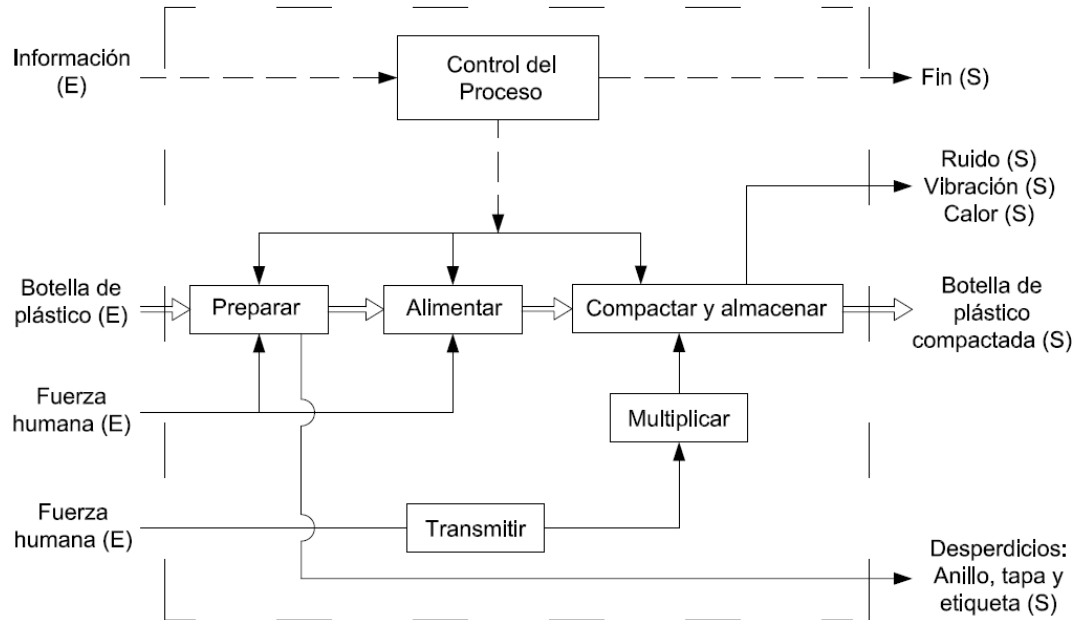 Información
(E)
Control del
Proceso
Fin (S)
Ruido (S)
Vibración (S)
Calor (S)
Botella de
plástico (E)
Preparar
Alimentar
Compactar y almacenar
Botella de
plástico
compactada (S)
Fuerza
humana (E)
Multiplicar
Fuerza
humana (E)
Transmitir
Desperdicios:
Anillo, tapa y
etiqueta (S)